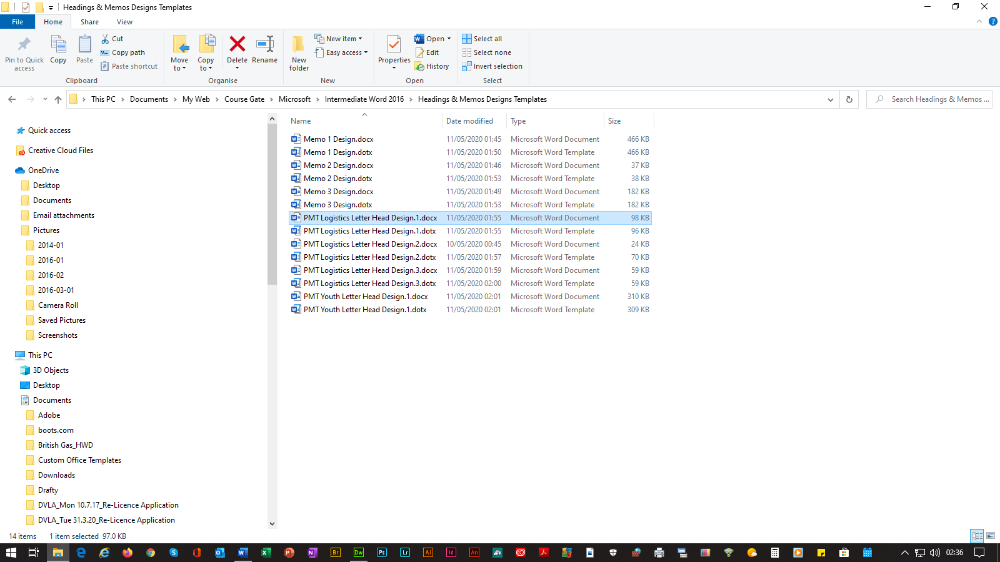 Headings & Memos Designs Templates
File Home Share View
Pin to Quick access
Copy
Paste
Cut
Copy path
Paste shortcut
Clipboard
Move to
Copy to
Delete
Rename
Organise
New folder
New item
Easy access
New
Properties
Open
Edit
History
Open
Select all
Select none
Invert selection
Select
This PC > Documents > My Web > Course Gate > Microsoft > Intermediate Word 2016 > Headings & Memos Designs Templates
Search Headings & Memos ...
Quick access
Creative Cloud Files
OneDrive
Desktop
Documents
Email attachments
Pictures
2014-01
2016-01
2016-02
2016-03-01
Camera Roll
Saved Pictures
Screenshots
This PC
3D Objects
Desktop
Documents
Adobe
boots.com
British Gas_HWD
Custom Office Templates
Downloads
Drafty
DVLA_Mon 10.7.17_Re-Licence Application
DVLA_Tue 31.3.20_Re-Licence Application
Name Date modified Type Size
Memo 1 Design.docx 11/05/2020 01:45 Microsoft Word Document 466 KB
Memo 1 Design.dotx 11/05/2020 01:50 Microsoft Word Template 466 KB
Memo 2 Design.docx 11/05/2020 01:46 Microsoft Word Document 37 KB
Memo 2 Design.dotx 11/05/2020 01:53 Microsoft Word Template 38 KB
Memo 3 Design.docx 11/05/2020 01:49 Microsoft Word Document 182 KB
Memo 3 Design.dotx 11/05/2020 01:53 Microsoft Word Template 182 KB
PMT Logistics Letter Head Design.1.docx 11/05/2020 01:55 Microsoft Word Document 98 KB
PMT Logistics Letter Head Design.1.dotx 11/05/2020 01:55 Microsoft Word Template 96 KB
PMT Logistics Letter Head Design.2.docx 10/05/2020 00:45 Microsoft Word Document 24 KB
PMT Logistics Letter Head Design.2.dotx 11/05/2020 01:57 Microsoft Word Template 70 KB
PMT Logistics Letter Head Design.3.docx 11/05/2020 01:59 Microsoft Word Document 59 KB
PMT Logistics Letter Head Design.3.dotx 11/05/2020 02:00 Microsoft Word Template 59 KB
PMT Youth Letter Head Design.1.docx 11/05/2020 02:01 Microsoft Word Document 310 KB
PMT Youth Letter Head Design.1.dotx 11/05/2020 02:01 Microsoft Word Template 309 KB
14 items 1 item selected 97.0 KB
Br Dw Ps Lr Ai Id An
02:36